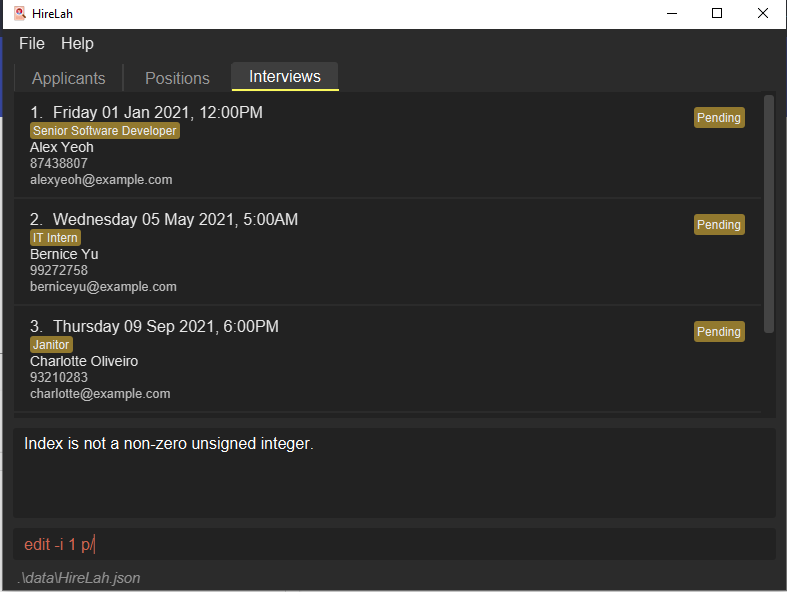 HireLah
File Help
Applicants Positions Interviews
1. Friday 01 Jan 2021, 12:00PM Pending
Senior Software Developer
Alex Yeoh
87438807
alexyeoh@example.com
2. Wednesday 05 May 2021, 5:00AM Pending
IT Intern
Bernice Yu
99272758
berniceyu@example.com
3. Thursday 09 Sep 2021, 6:00PM Pending
Janitor
Charlotte Oliveiro
93210283
charlotte@example.com
Index is not a non-zero unsigned integer.
edit -i 1 p/
.\data\HireLah.json